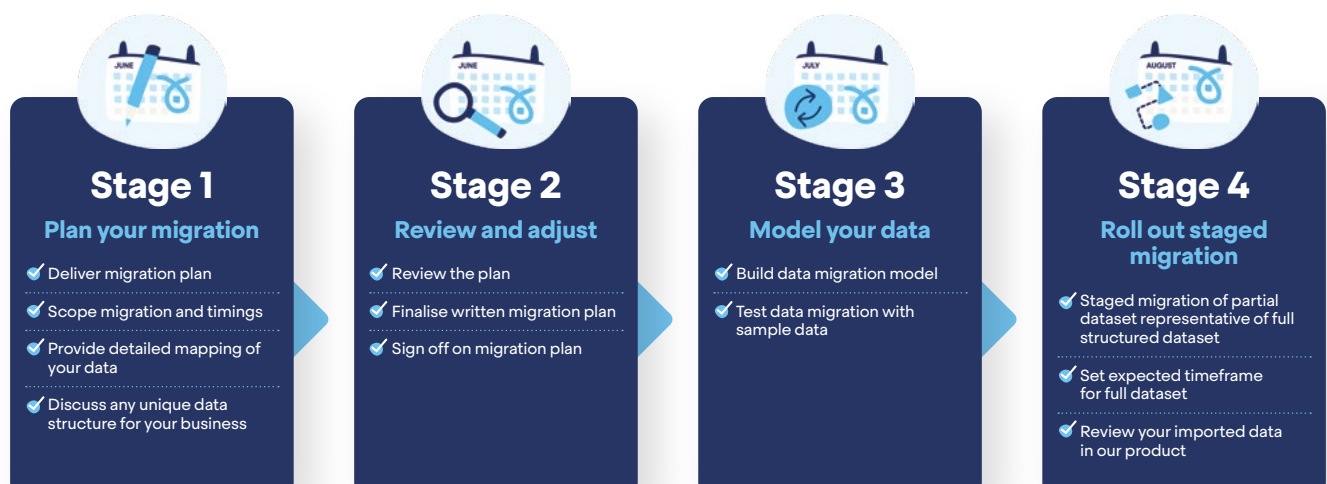 JUNE
Stage 1
Plan your migration
Deliver migration plan
Scope migration and timings
Provide detailed mapping of
your data
Discuss any unique data
structure for your business
JUNE
Stage 2
Review and adjust
Review the plan
Finalise written migration plan
Sign off on migration plan
JULY
Stage 3
Model your data
Build data migration model
Test data migration with
sample data
AUGUST
Stage 4
Roll out staged
migration
Staged migration of partial
dataset representative of full
structured dataset
Set expected timeframe
for full dataset
Review your imported data
in our product